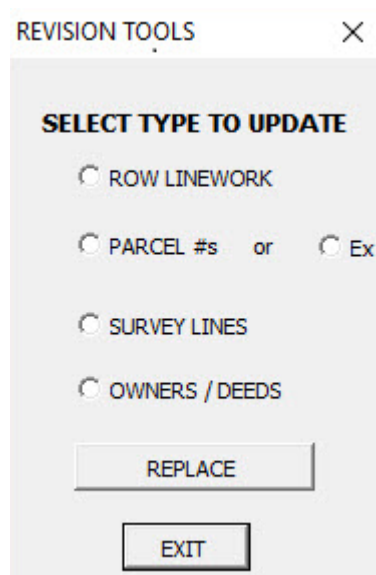 REVISION TOOLS
SELECT TYPE TO UPDATE
ROW LINEWORK
PARCEL #s or Ex
SURVEY LINES
OWNERS / DEEDS
REPLACE
EXIT